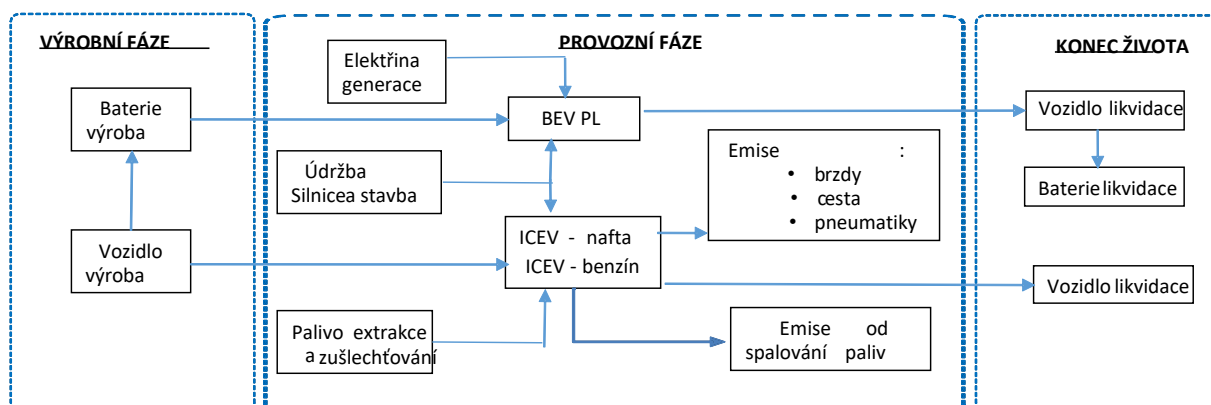 VÝROBNÍ FÁZE
Baterie
výroba
Vozidlo
výroba
PROVOZNÍ FÁZE
Elektřina
generace
BEV PL
Údržba
Silnicea stavba
Emise :
• brzdy
• cesta
• pneumatiky
ICEV - nafta
ICEV - benzín
Palivo extrakce
a zušlechťování
Emise od
spalování paliv
KONEC ŽIVOTA
Vozidlo likvidace
Baterie likvidace
Vozidlo likvidace